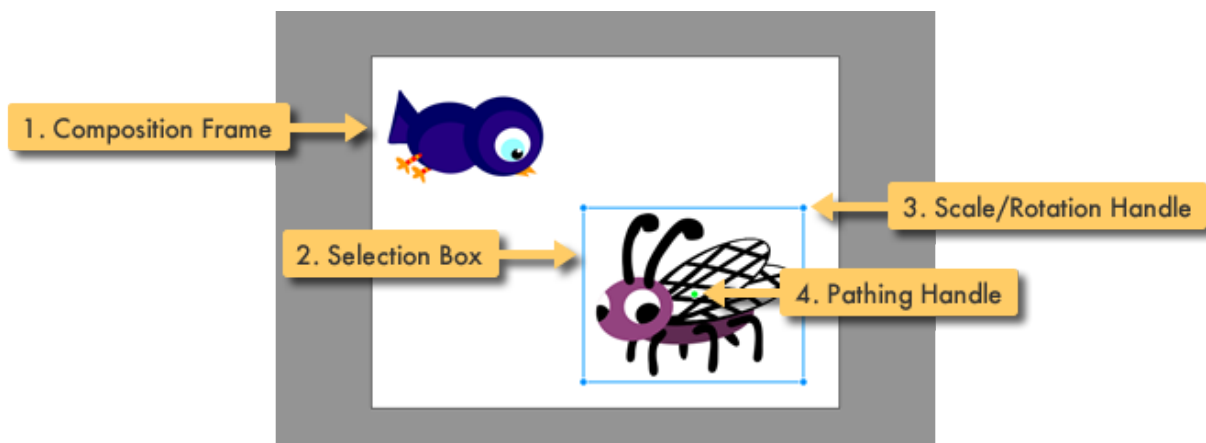 1. Composition Frame
3. Scale/Rotation Handle
2. Selection Box
4. Pathing Handle